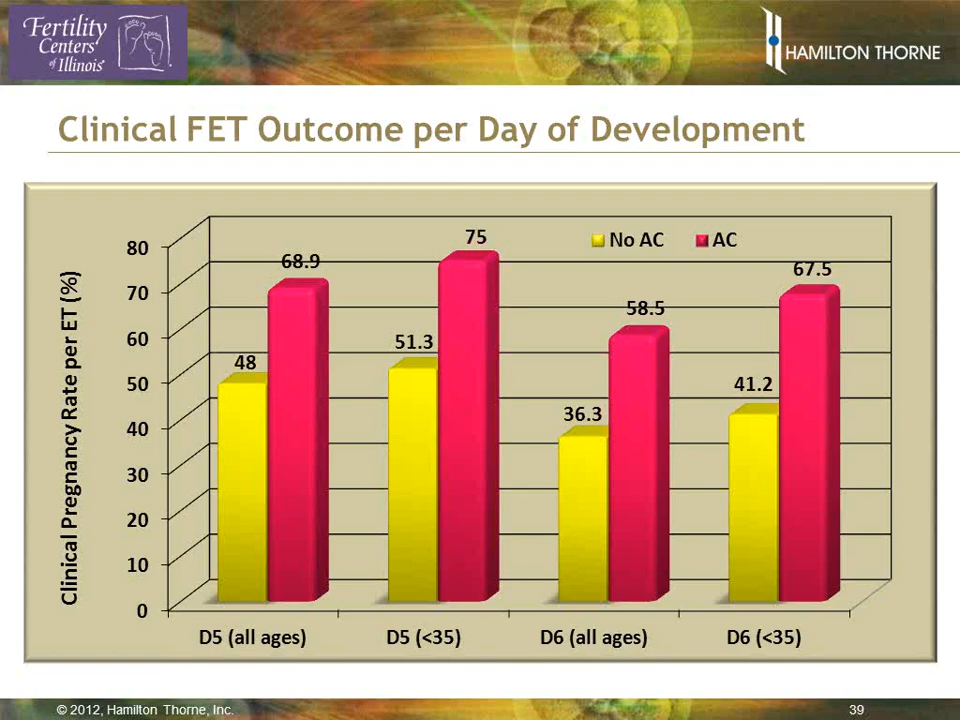 Fertility
Centers
of Illinois
HAMILTON THORNE
Clinical FET Outcome per Day of Development
Clinical Pregnancy Rate per ET (%)
80
70
60
50
40
30
20
10
0
No AC
AC
48
68.9
51.3
75
36.3
58.5
41.2
67.5
D5 (all ages)
D5 (<35)
D6 (all ages)
D6 (<35)
© 2012, Hamilton Thorne, Inc.
39